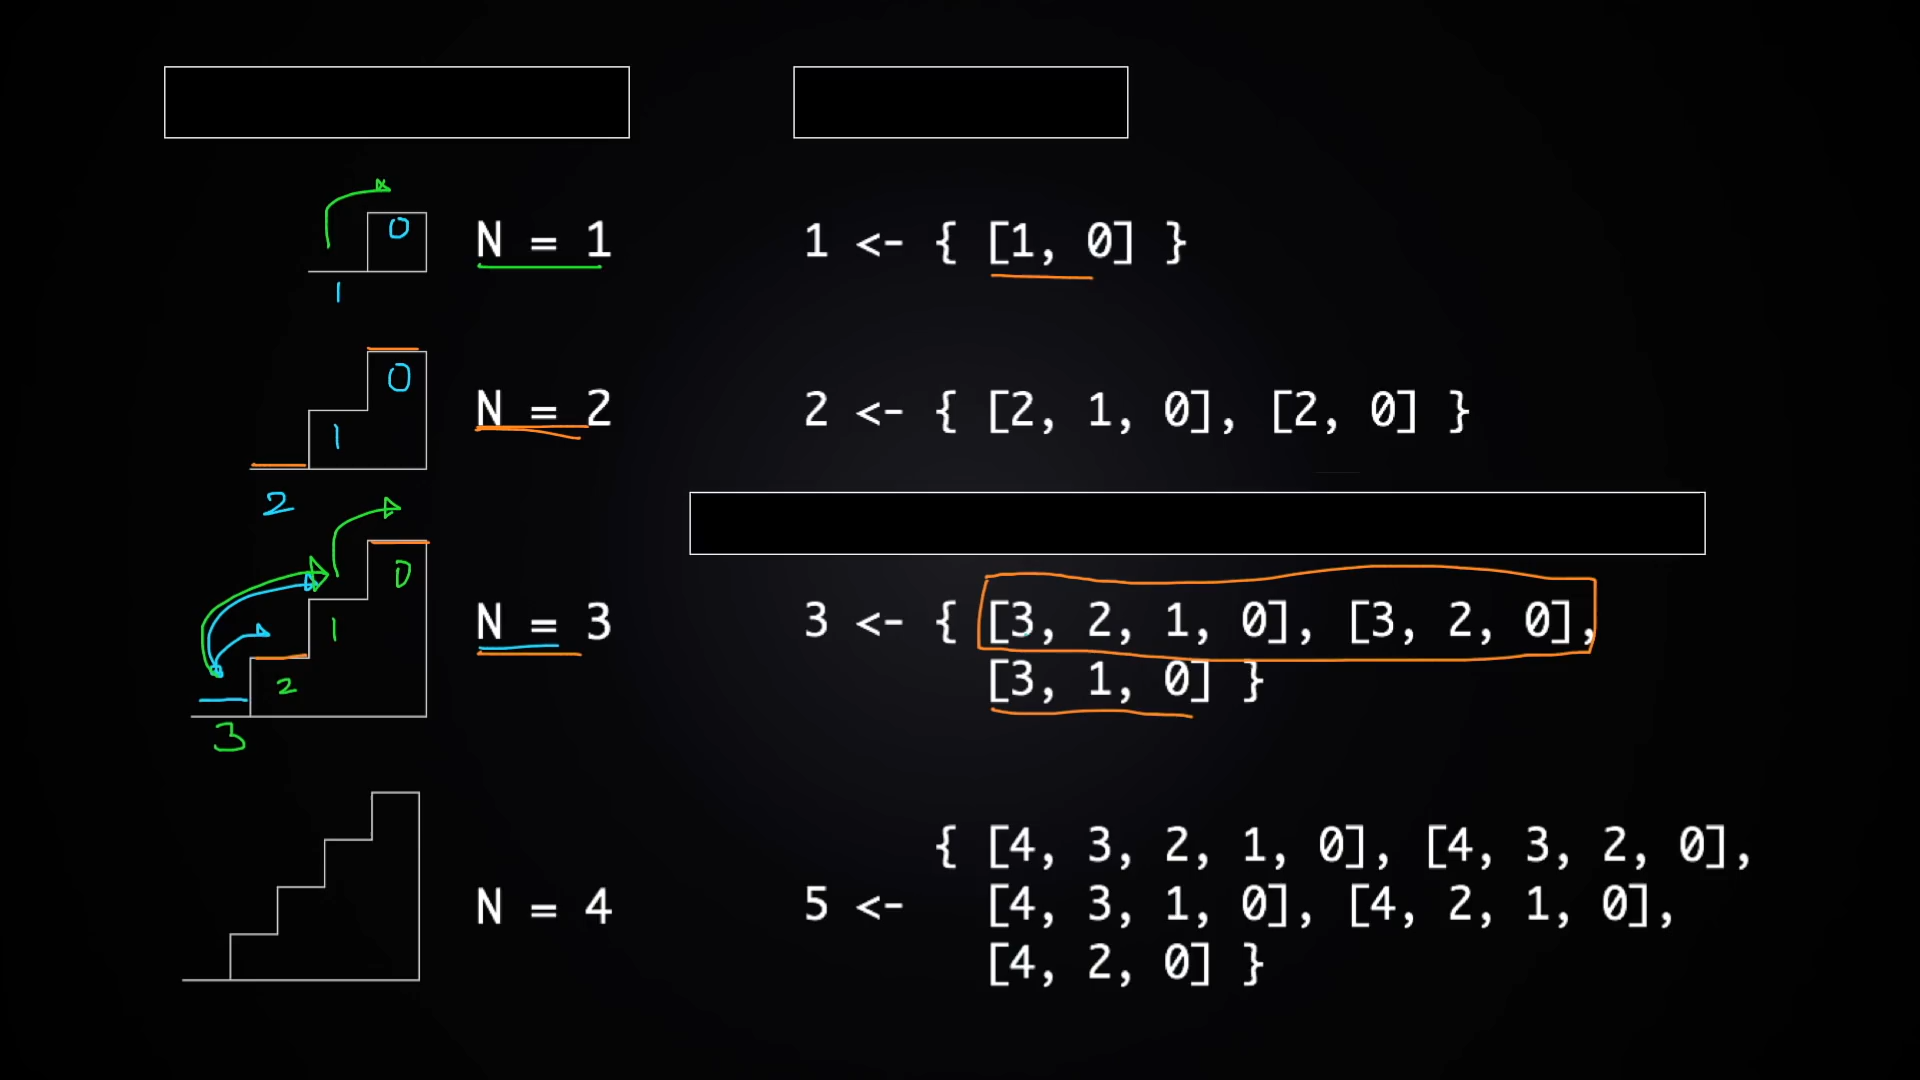 0
N = 1
1 <- { [1, 0] }
1
0
N = 2
2 <- { [2, 1, 0], [2, 0] }
1
2
0
N = 3
3 <- { [3, 2, 1, 0], [3, 2, 0],
1
[3, 1, 0] }
2
3
{ [4, 3, 2, 1, 0], [4, 3, 2, 0],
N = 4
5 <- [4, 3, 1, 0], [4, 2, 1, 0],
[4, 2, 0] }